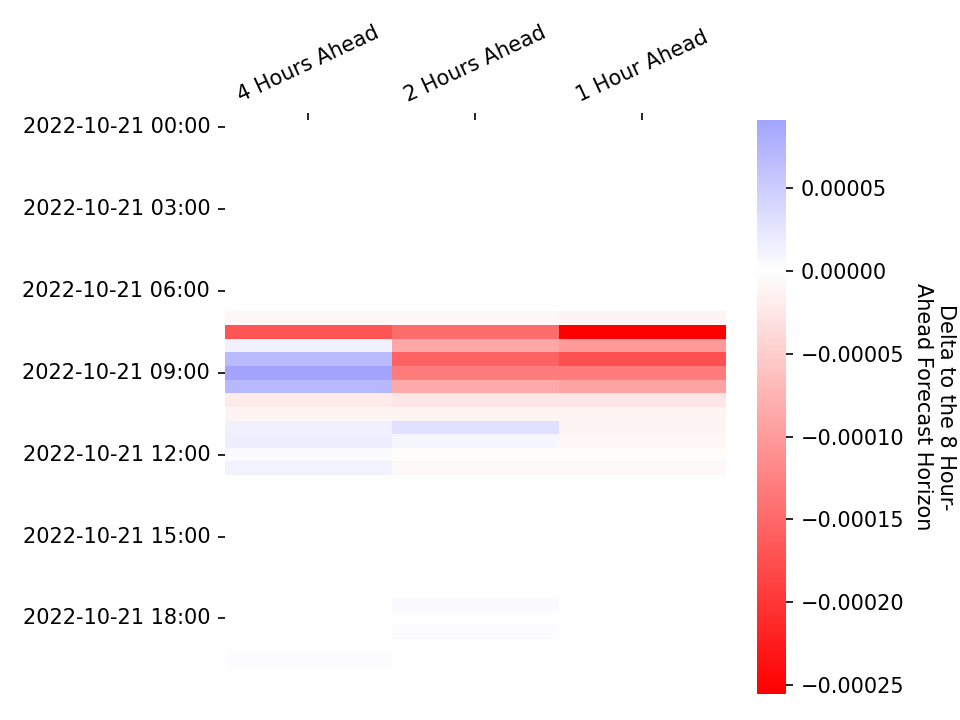 4 Hours Ahead
2 Hours Ahead
1 Hour Ahead
2022-10-21 00:00
2022-10-21 03:00
2022-10-21 06:00
2022-10-21 09:00
2022-10-21 12:00
2022-10-21 15:00
2022-10-21 18:00
0.00005
0.00000
−0.00005
−0.00010
−0.00015
−0.00020
−0.00025
Delta to the 8 Hour-
Ahead Forecast Horizon